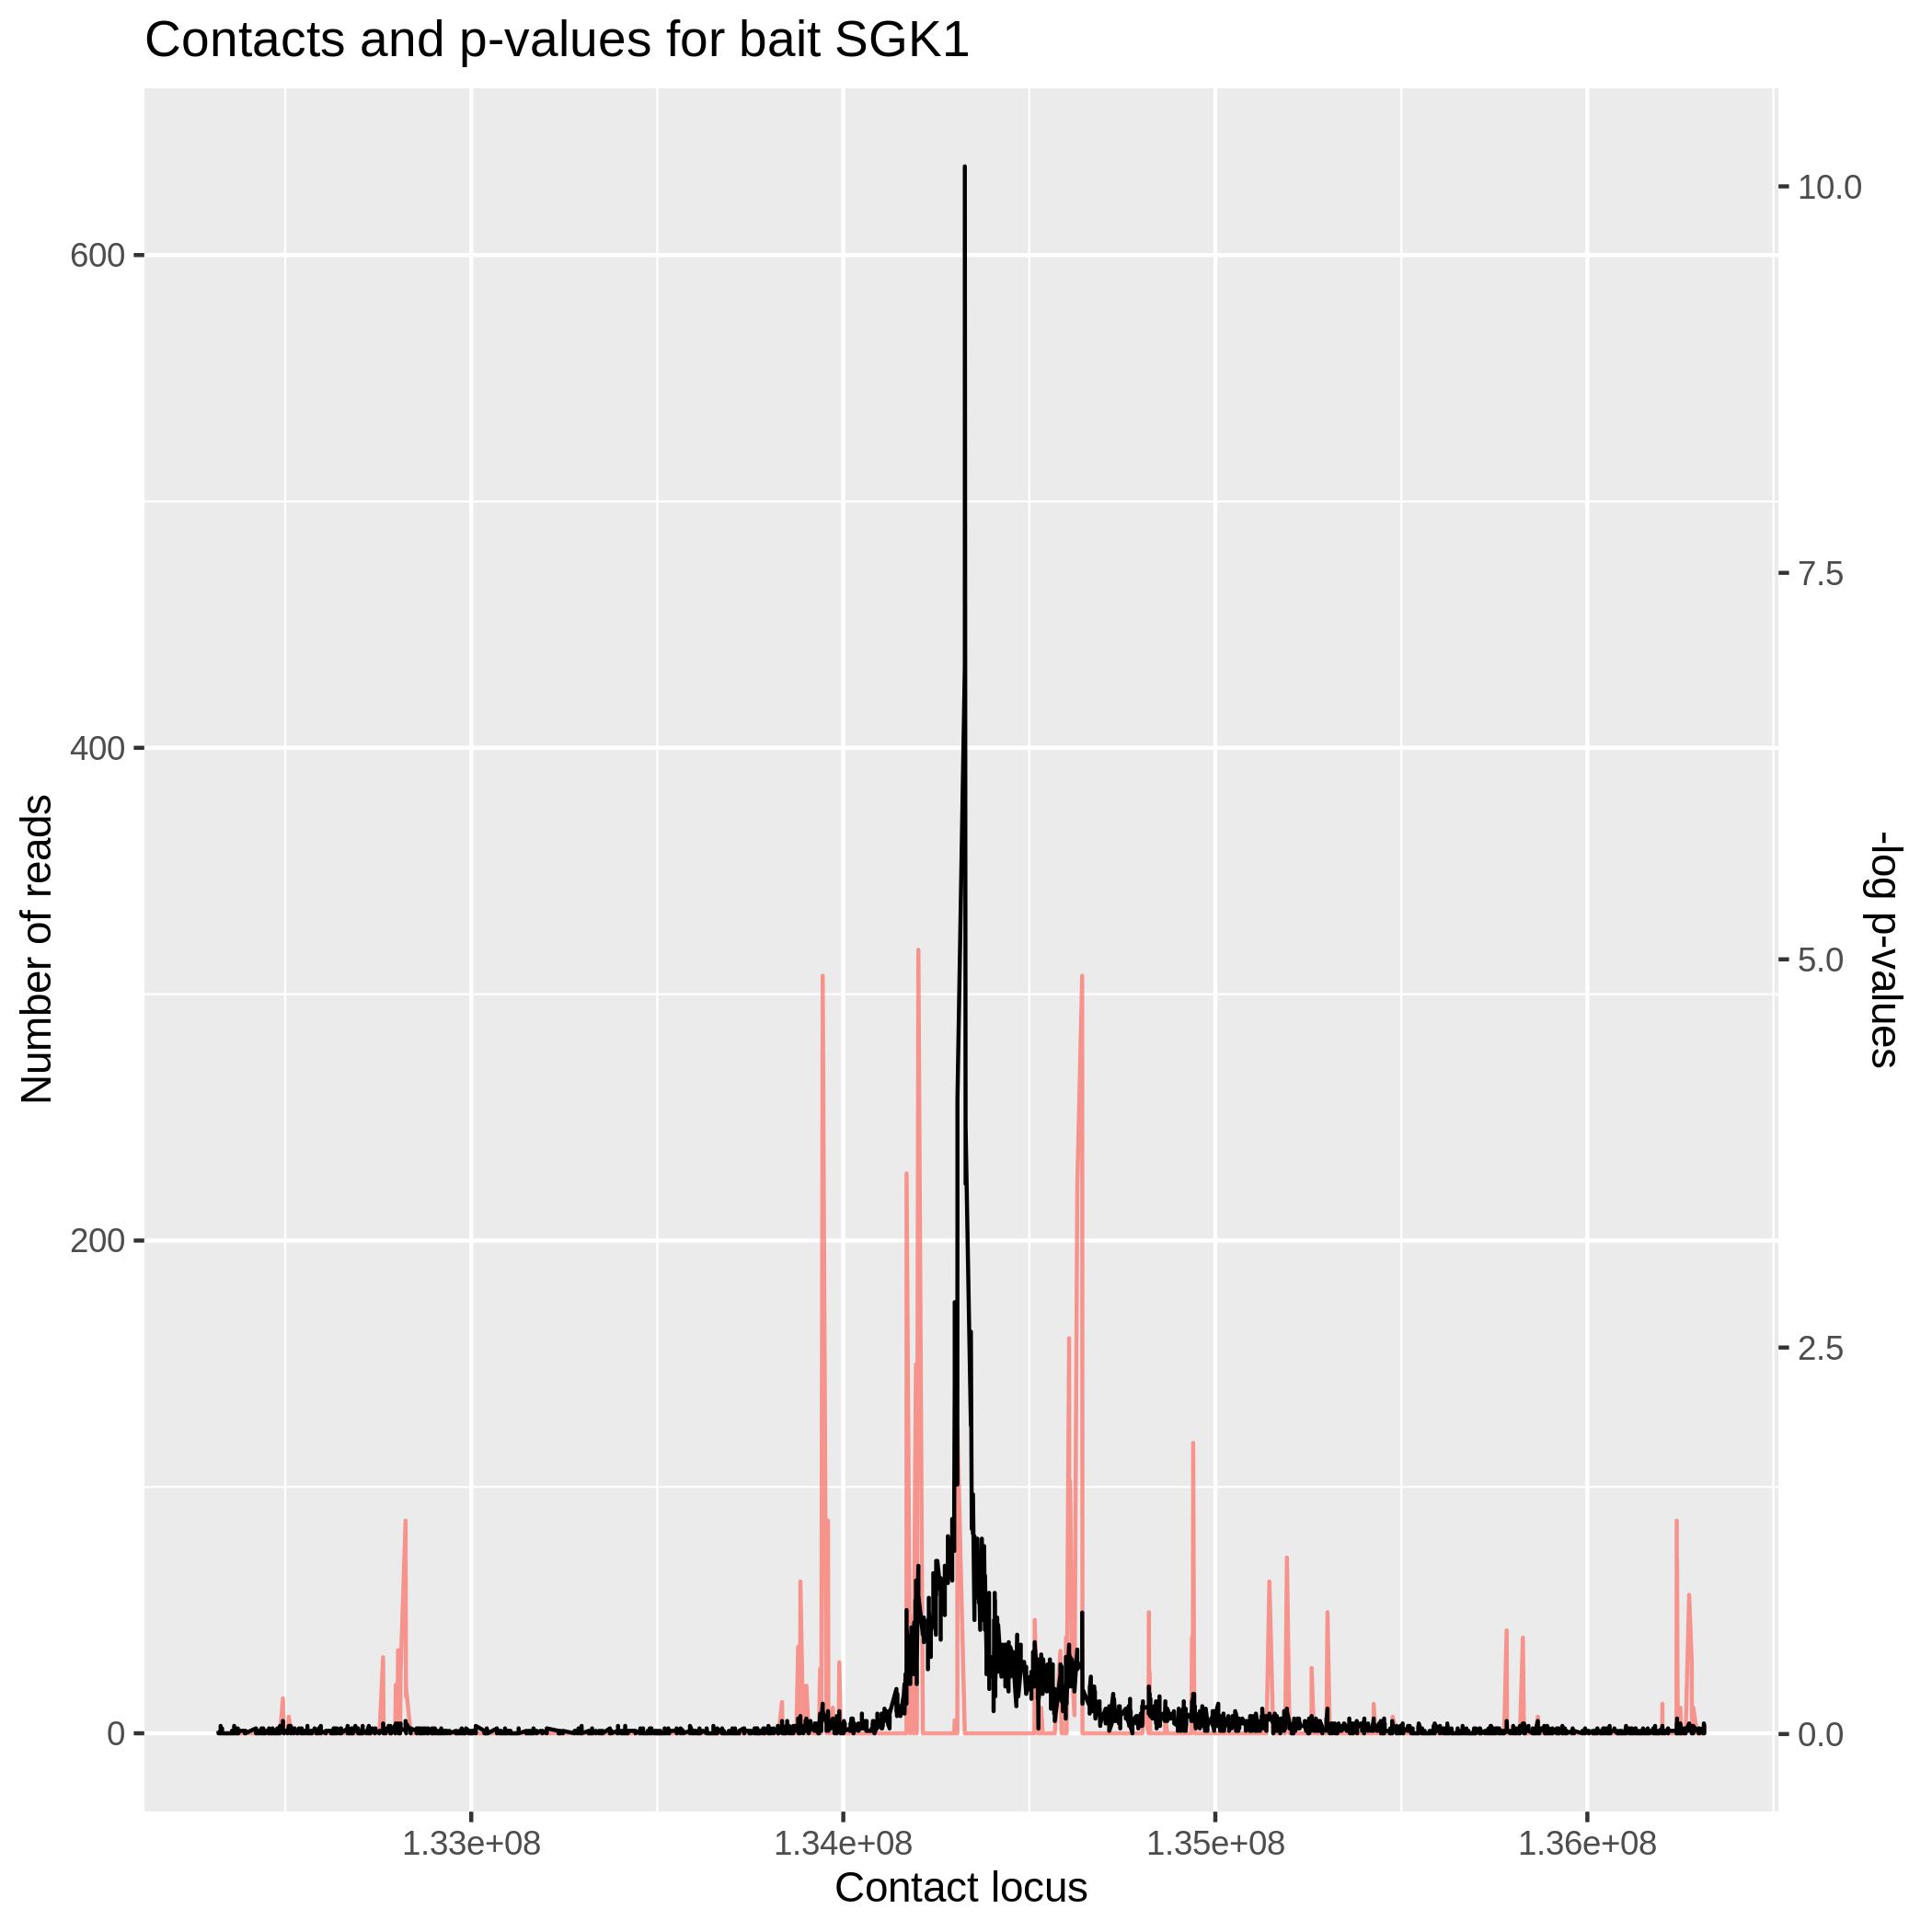 Contacts and p-values for bait SGK1
600
400
200
0
10.0
7.5
5.0
2.5
0.0
Number of reads
-log p-values
1.33e+08
1.34e+08
1.35e+08
1.36e+08
Contact locus